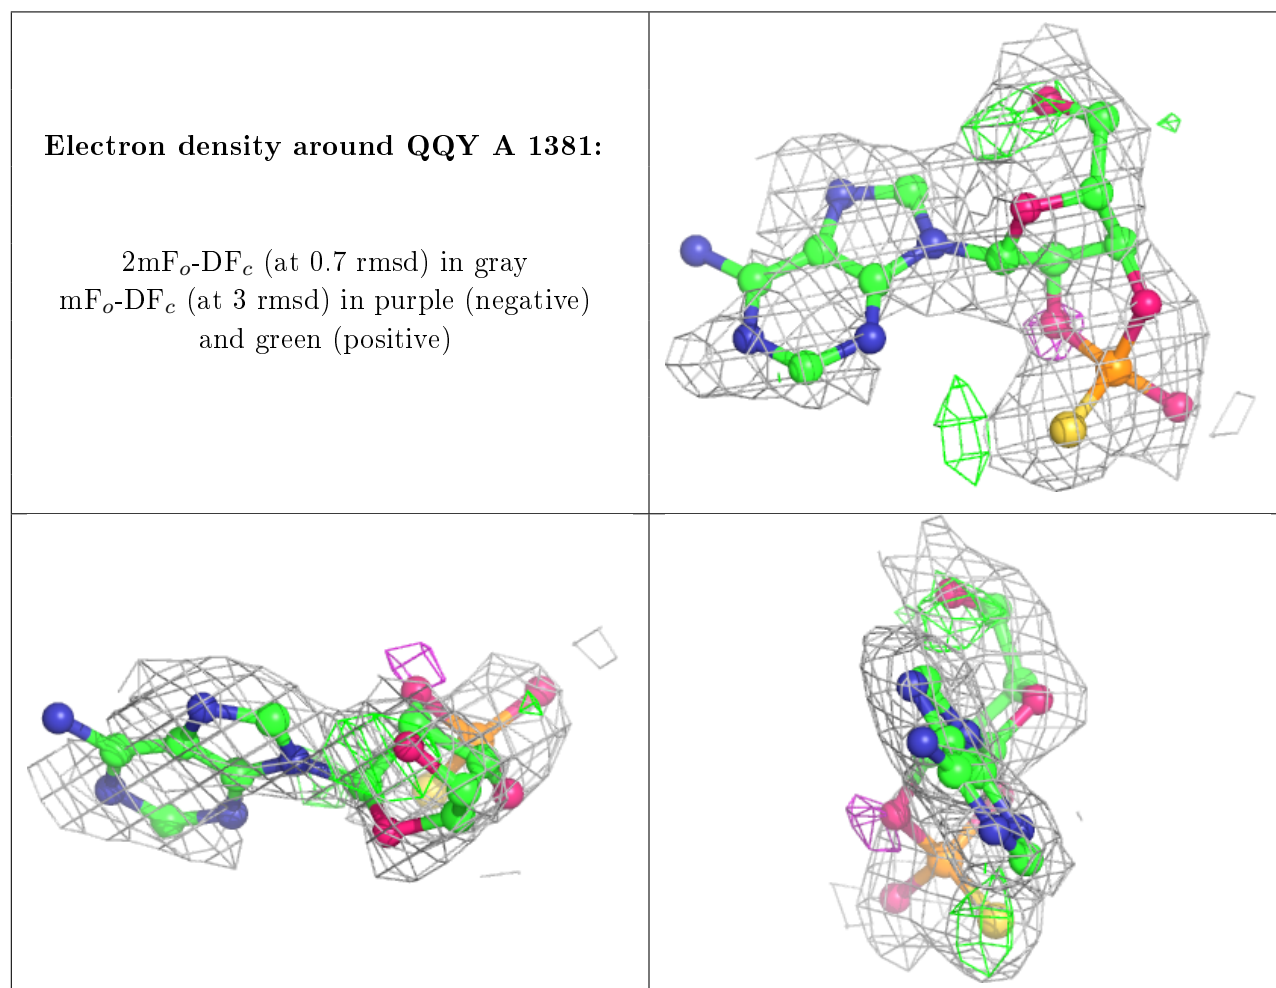 Electron density around QQY A 1381:
2mFo-DFc (at 0.7 rmsd) in gray
mFo-DFc (at 3 rmsd) in purple (negative)
and green (positive)